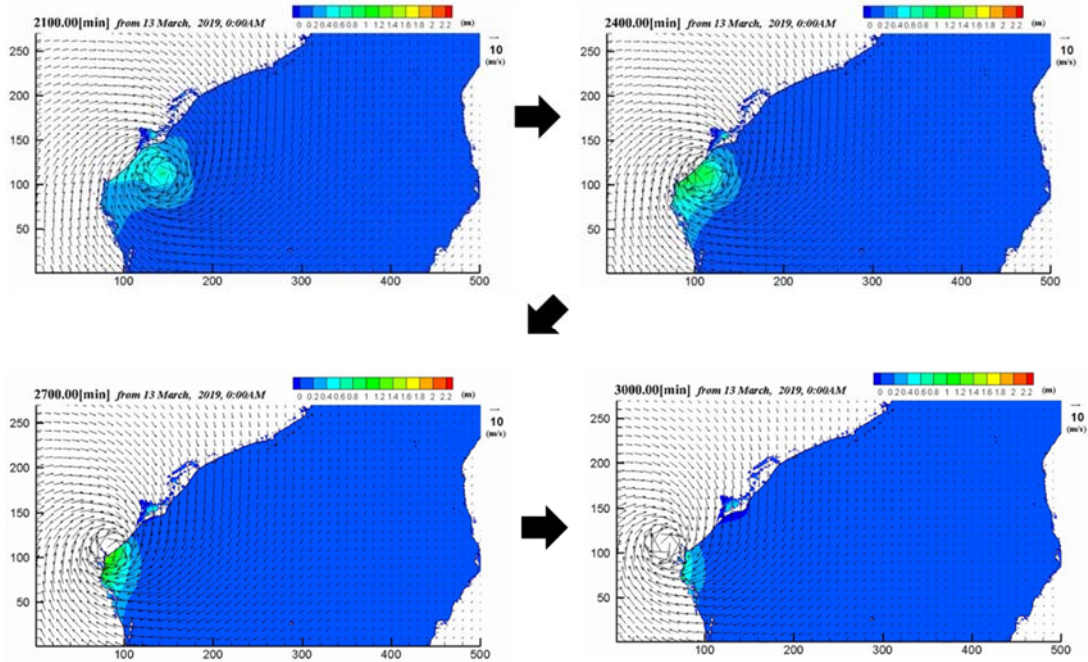 2100.00[min] from 13 March, 2019, 0:00AM
0 0.2 0.4 0.6 0.8 1 1.2 1.4 1.6 1.8 2 2.2 (m)
10
(m/s)
250
200
150
100
50
100 200 300 400 500
2400.00[min] from 13 March, 2019, 0:00AM
0 0.2 0.4 0.6 0.8 1 1.2 1.4 1.6 1.8 2 2.2 (m)
10
(m/s)
250
200
150
100
50
100 200 300 400 500
2700.00[min] from 13 March, 2019, 0:00AM
0 0.2 0.4 0.6 0.8 1 1.2 1.4 1.6 1.8 2 2.2 (m)
10
(m/s)
250
200
150
100
50
100 200 300 400 500
3000.00[min] from 13 March, 2019, 0:00AM
0 0.2 0.4 0.6 0.8 1 1.2 1.4 1.6 1.8 2 2.2 (m)
10
(m/s)
250
200
150
100
50
100 200 300 400 500